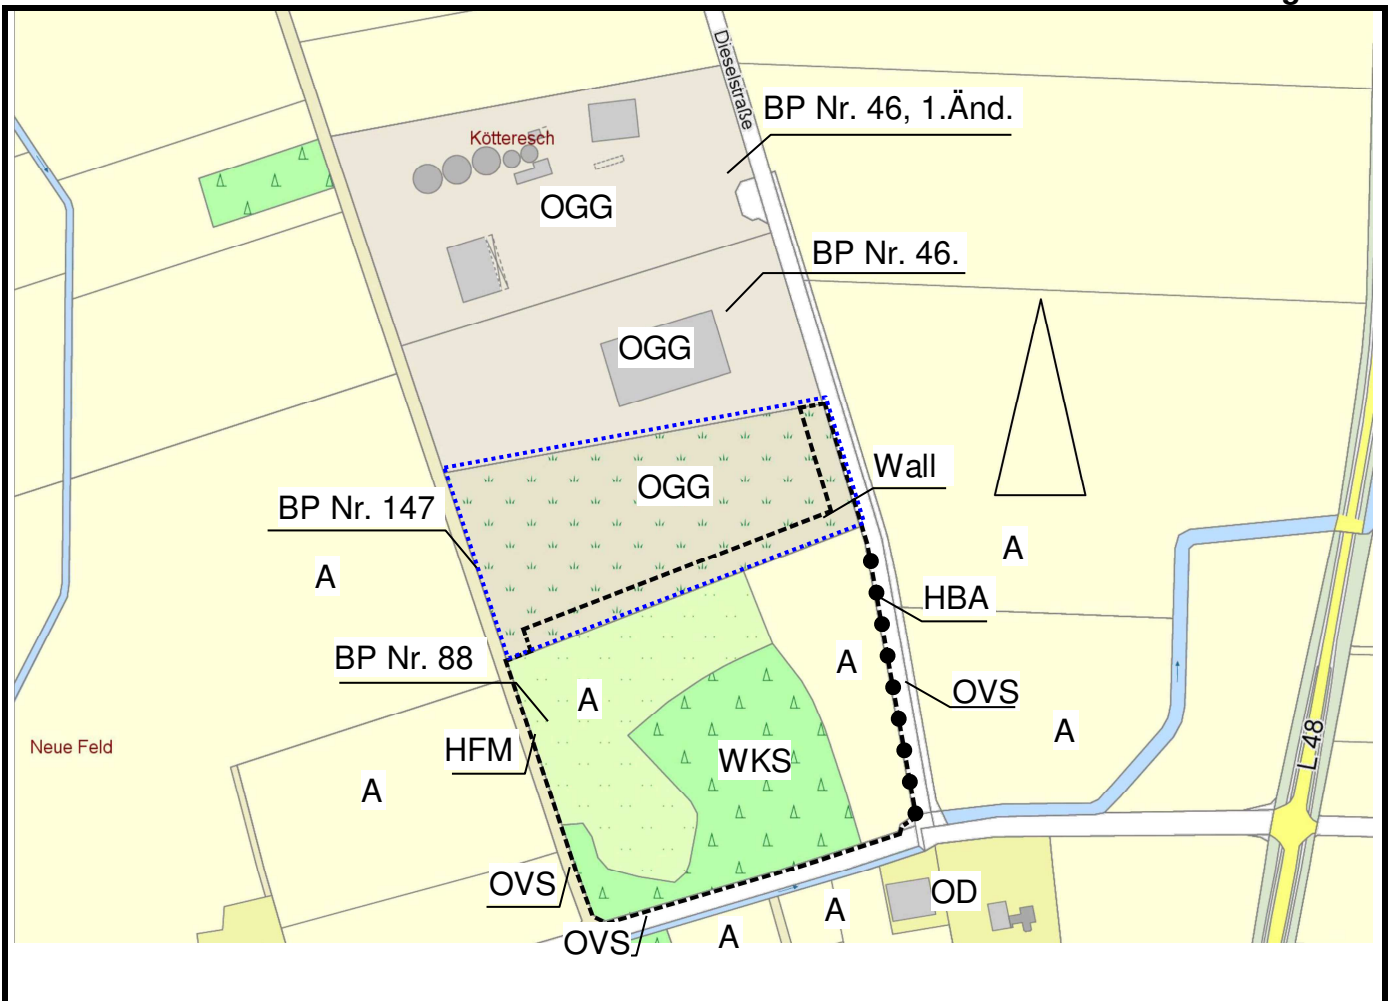 g
Dieselstraße
BP Nr. 46, 1.Änd.
Kötteresch
OGG
BP Nr. 46.
OGG
Wall
OGG
BP Nr. 147
A
A
HBA
BP Nr. 88
A
A
OVS
A
HFM
WKS
L 48
Neue Feld
A
OVS
OD
A
OVS
A